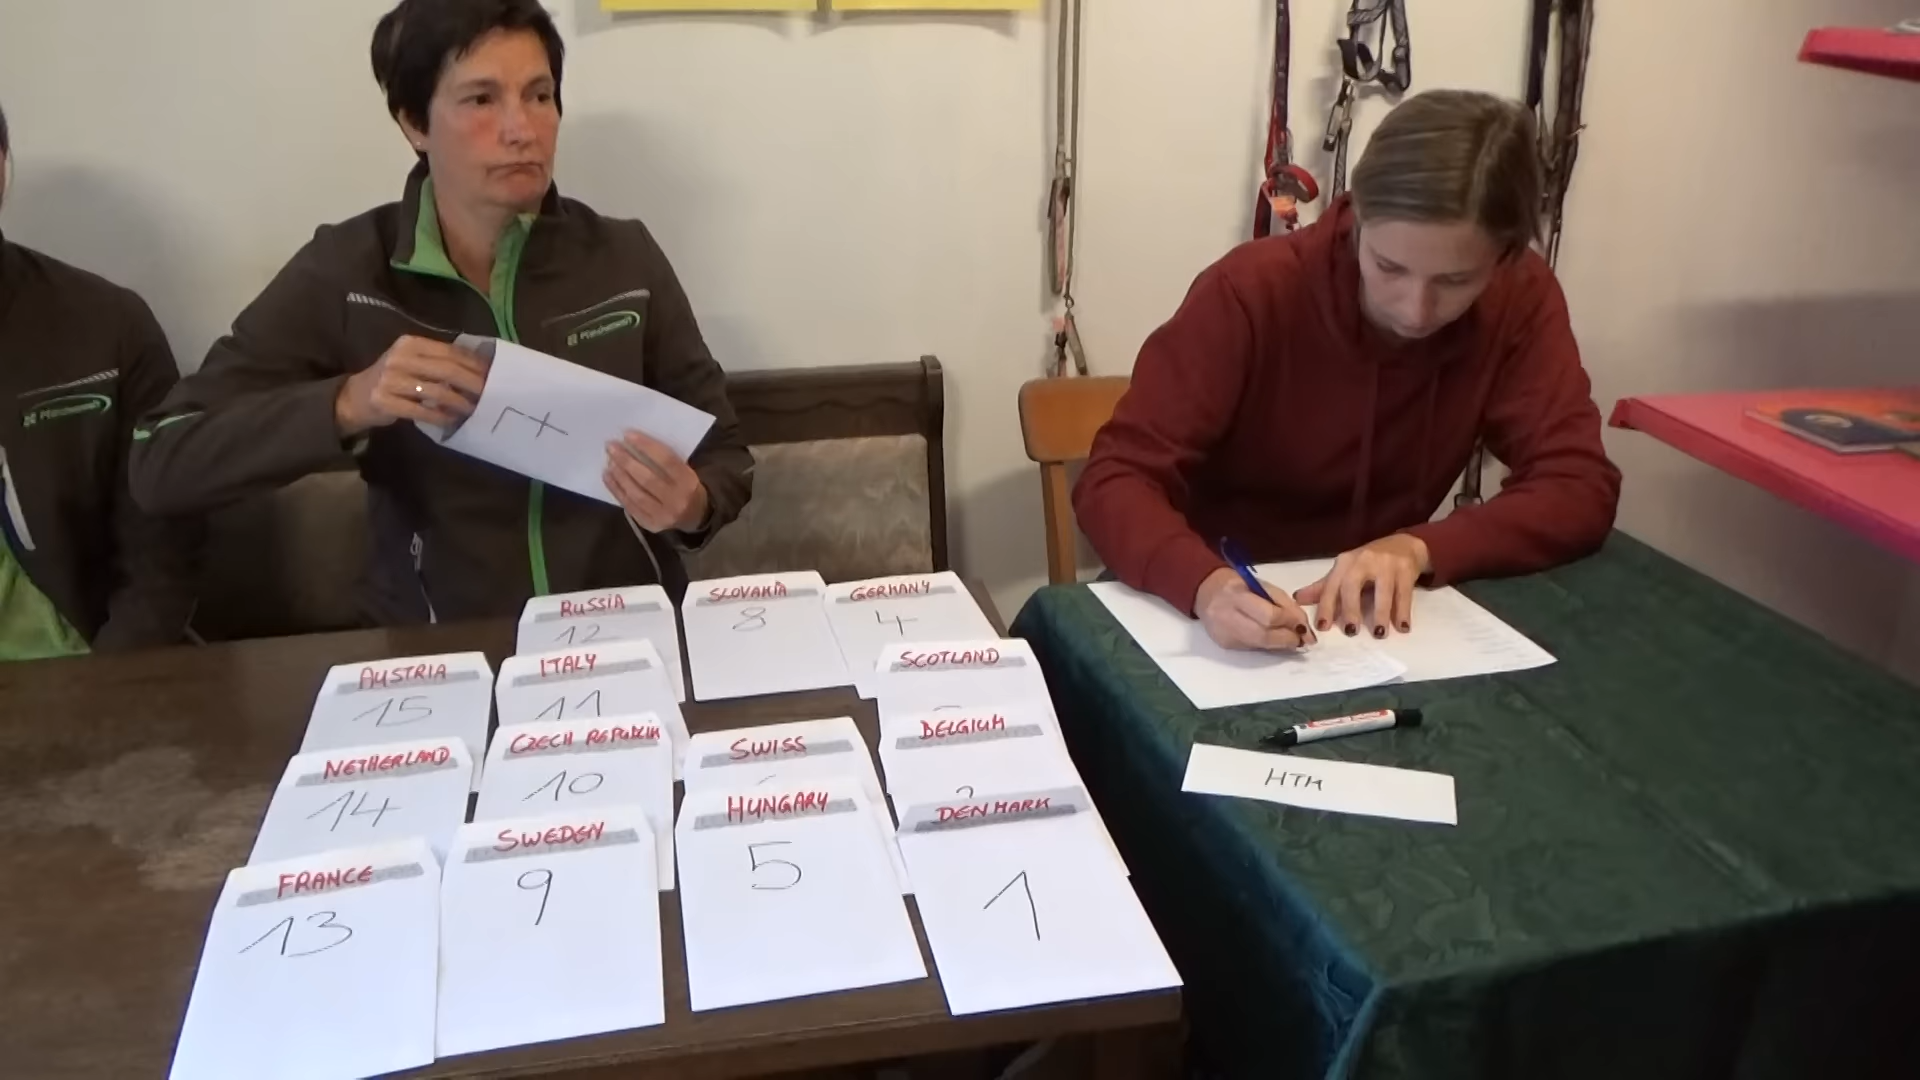 7
RUSSIA
12
SLOVAKIA
8
GERMANY
4
AUSTRIA
15
ITALY
11
SCOTLAND
NETHERLAND
14
CZECH REPUBLIK
10
SWISS
BELGIUM
FRANCE
13
SWEDEN
9
HUNGARY
5
DENMARK
1
HTM